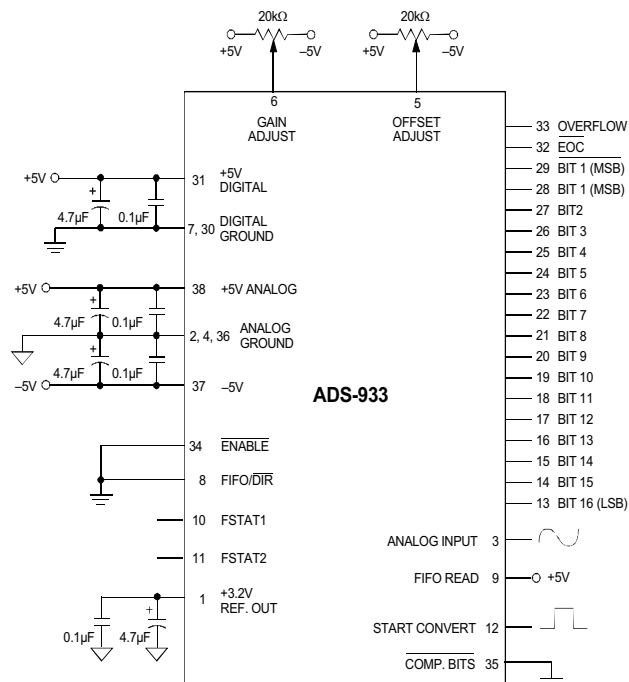 20kΩ 20kΩ
+5V –5V +5V –5V
6 5
GAIN ADJUST
OFFSET ADJUST
+5V
31 +5V DIGITAL
+
4.7µF 0.1µF
7, 30 DIGITAL GROUND
+5V
38 +5V ANALOG
+
4.7µF 0.1µF
2, 4, 36 ANALOG GROUND
+
4.7µF 0.1µF
–5V
37 –5V
ADS-933
34 ENABLE
8 FIFO/DIR
10 FSTAT1
11 FSTAT2
1 +3.2V REF. OUT
+
0.1µF 4.7µF
33 OVERFLOW
32 EOC
29 BIT 1 (MSB)
28 BIT 1 (MSB)
27 BIT2
26 BIT 3
25 BIT 4
24 BIT 5
23 BIT 6
22 BIT 7
21 BIT 8
20 BIT 9
19 BIT 10
18 BIT 11
17 BIT 12
16 BIT 13
15 BIT 14
14 BIT 15
13 BIT 16 (LSB)
ANALOG INPUT 3
FIFO READ 9 +5V
START CONVERT 12
COMP. BITS 35